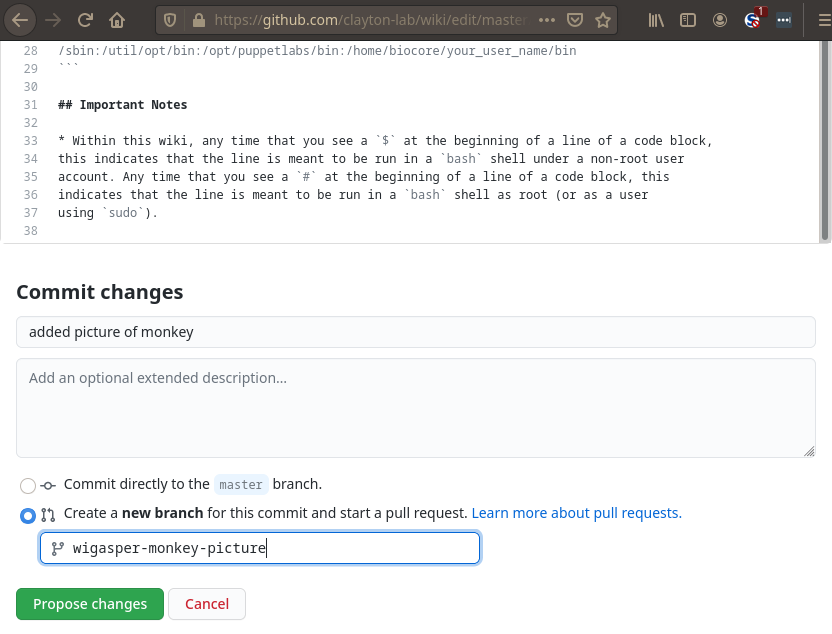 https://github.com/clayton-lab/wiki/edit/master
1
28 /sbin:/util/opt/bin:/opt/puppetlabs/bin:/home/biocore/your_user_name/bin
29 ```
30
31 ## Important Notes
32
33 * Within this wiki, any time that you see a `$` at the beginning of a line of a code block,
34 this indicates that the line is meant to be run in a `bash` shell under a non-root user
35 account. Any time that you see a `#` at the beginning of a line of a code block, this
36 indicates that the line is meant to be run in a `bash` shell as root (or as a user
37 using `sudo`).
38
Commit changes
added picture of monkey
Add an optional extended description...
Commit directly to the master branch.
Create a new branch for this commit and start a pull request. Learn more about pull requests.
wigasper-monkey-picture
Propose changes Cancel